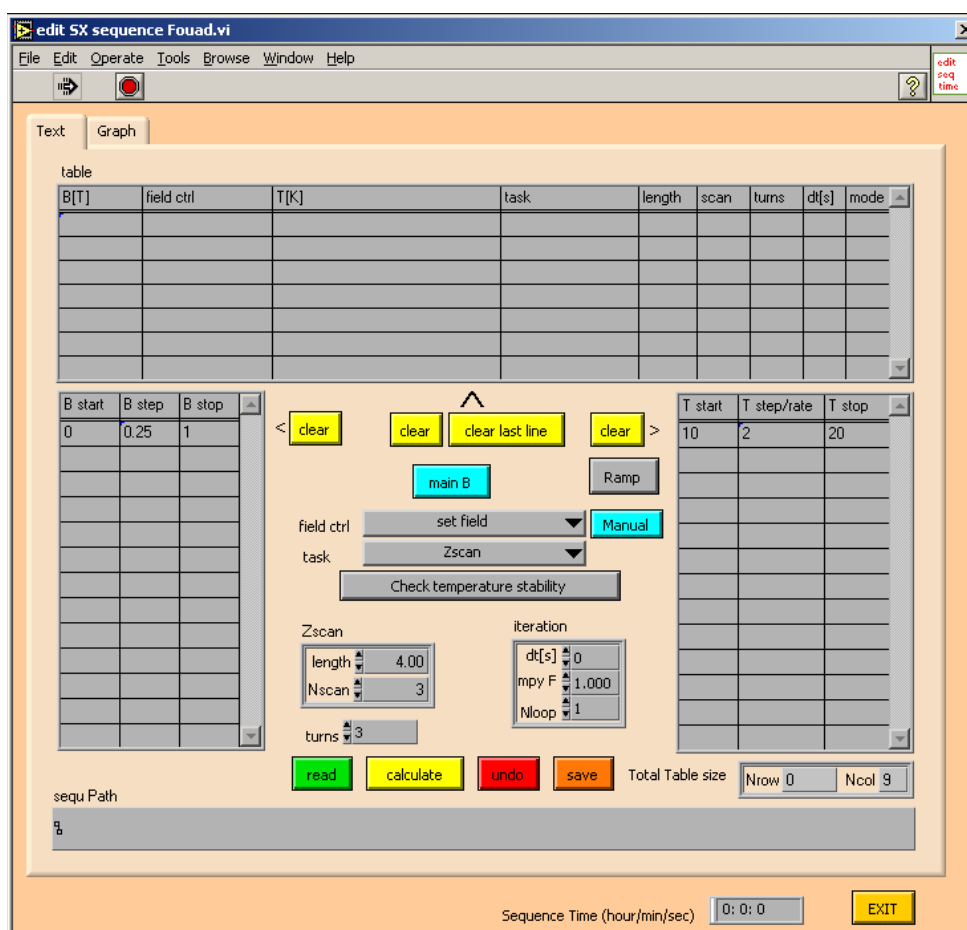 edit SX sequence Fouad.vi
File Edit Operate Tools Browse Window Help
edit
seq
time
Text Graph
table
B[T] field ctrl T[K] task length scan turns dt[s] mode
B start B step B stop
0 0.25 1
< clear clear clear last line clear >
T start T step/rate T stop
10 2 20
main B Ramp
field ctrl set field Manual
task Zscan
Check temperature stability
Zscan iteration
length 4.00 dt[s] 0
Nscan 3 mpy F 1.000
Nloop 1
turns 3
read calculate undo save Total Table size Nrow 0 Ncol 9
sequ Path
Sequence Time (hour/min/sec) 0: 0: 0 EXIT